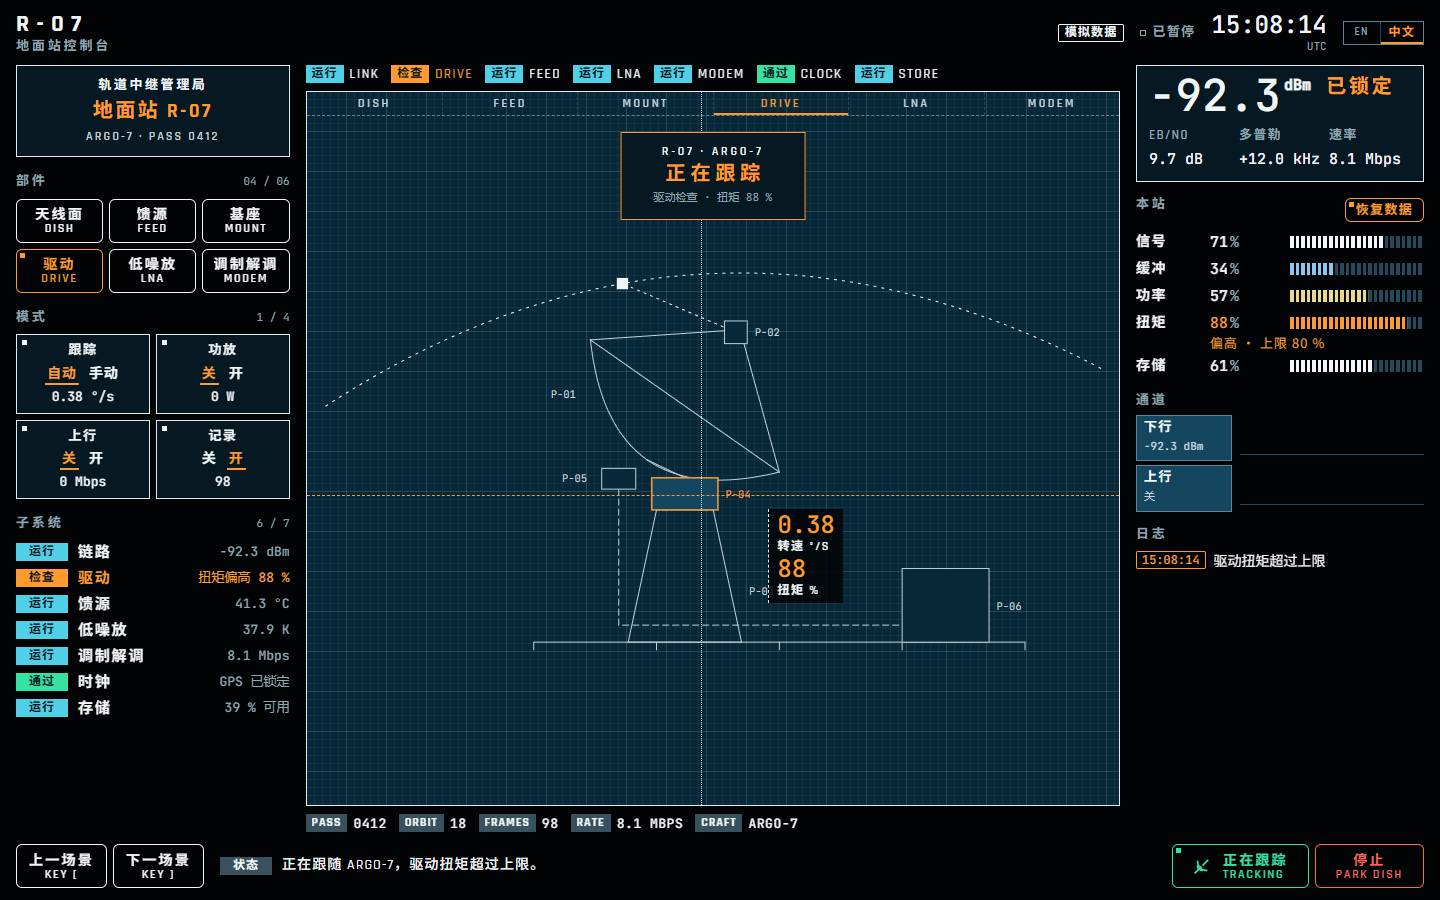 R-07
地面站控制台
模拟数据
已暂停
15:08:14
UTC
EN 中文
轨道中继管理局
地面站 R-07
ARGO-7 · PASS 0412
部件 04 / 06
天线面
DISH
馈源
FEED
基座
MOUNT
驱动
DRIVE
低噪放
LNA
调制解调
MODEM
模式 1 / 4
跟踪
自动 手动
0.38 °/s
功放
关 开
0 W
上行
关 开
0 Mbps
记录
关 开
98
子系统 6 / 7
运行 链路 -92.3 dBm
检查 驱动 扭矩偏高 88 %
运行 馈源 41.3 °C
运行 低噪放 37.9 K
运行 调制解调 8.1 Mbps
通过 时钟 GPS 已锁定
运行 存储 39 % 可用
运行 LINK 检查 DRIVE 运行 FEED 运行 LNA 运行 MODEM 通过 CLOCK 运行 STORE
DISH FEED MOUNT DRIVE LNA MODEM
R-07 · ARGO-7
正在跟踪
驱动检查 · 扭矩 88 %
P-02
P-01
P-05
P-04
0.38
转速 °/S
88
扭矩 %
P-06
PASS 0412 ORBIT 18 FRAMES 98 RATE 8.1 MBPS CRAFT ARGO-7
-92.3 dBm 已锁定
EB/N0 多普勒 速率
9.7 dB +12.0 kHz 8.1 Mbps
本站 恢复数据
信号 71%
缓冲 34%
功率 57%
扭矩 88%
偏高 · 上限 80 %
存储 61%
通道
下行
-92.3 dBm
上行
关
日志
15:08:14 驱动扭矩超过上限
上一场景
KEY [
下一场景
KEY ]
状态 正在跟随 ARGO-7，驱动扭矩超过上限。
正在跟踪
TRACKING
停止
PARK DISH